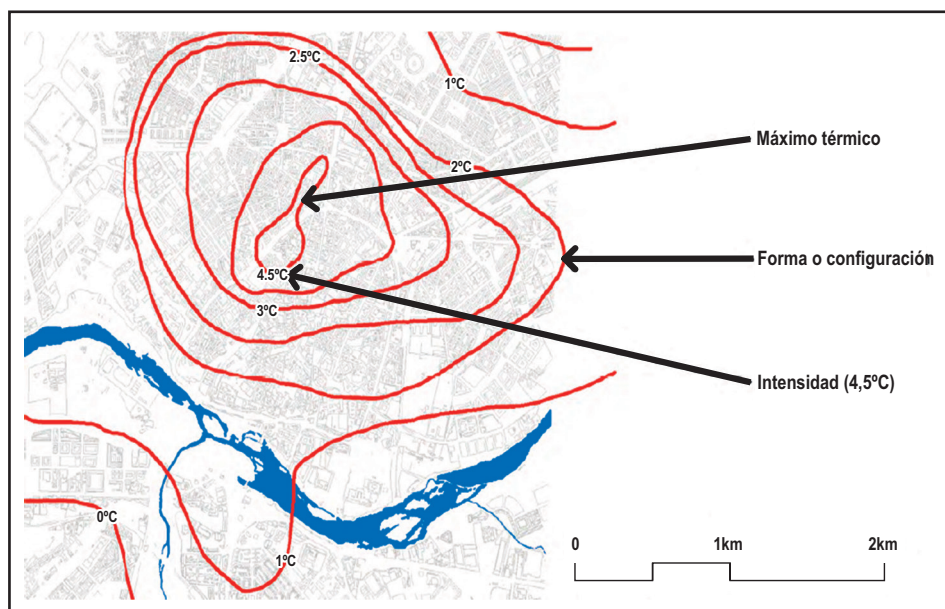 2.5ºC
1ºC
Máximo térmico
2ºC
Forma o configuración
4.5ºC
3ºC
Intensidad (4,5ºC)
0ºC
1ºC
0 1km 2km